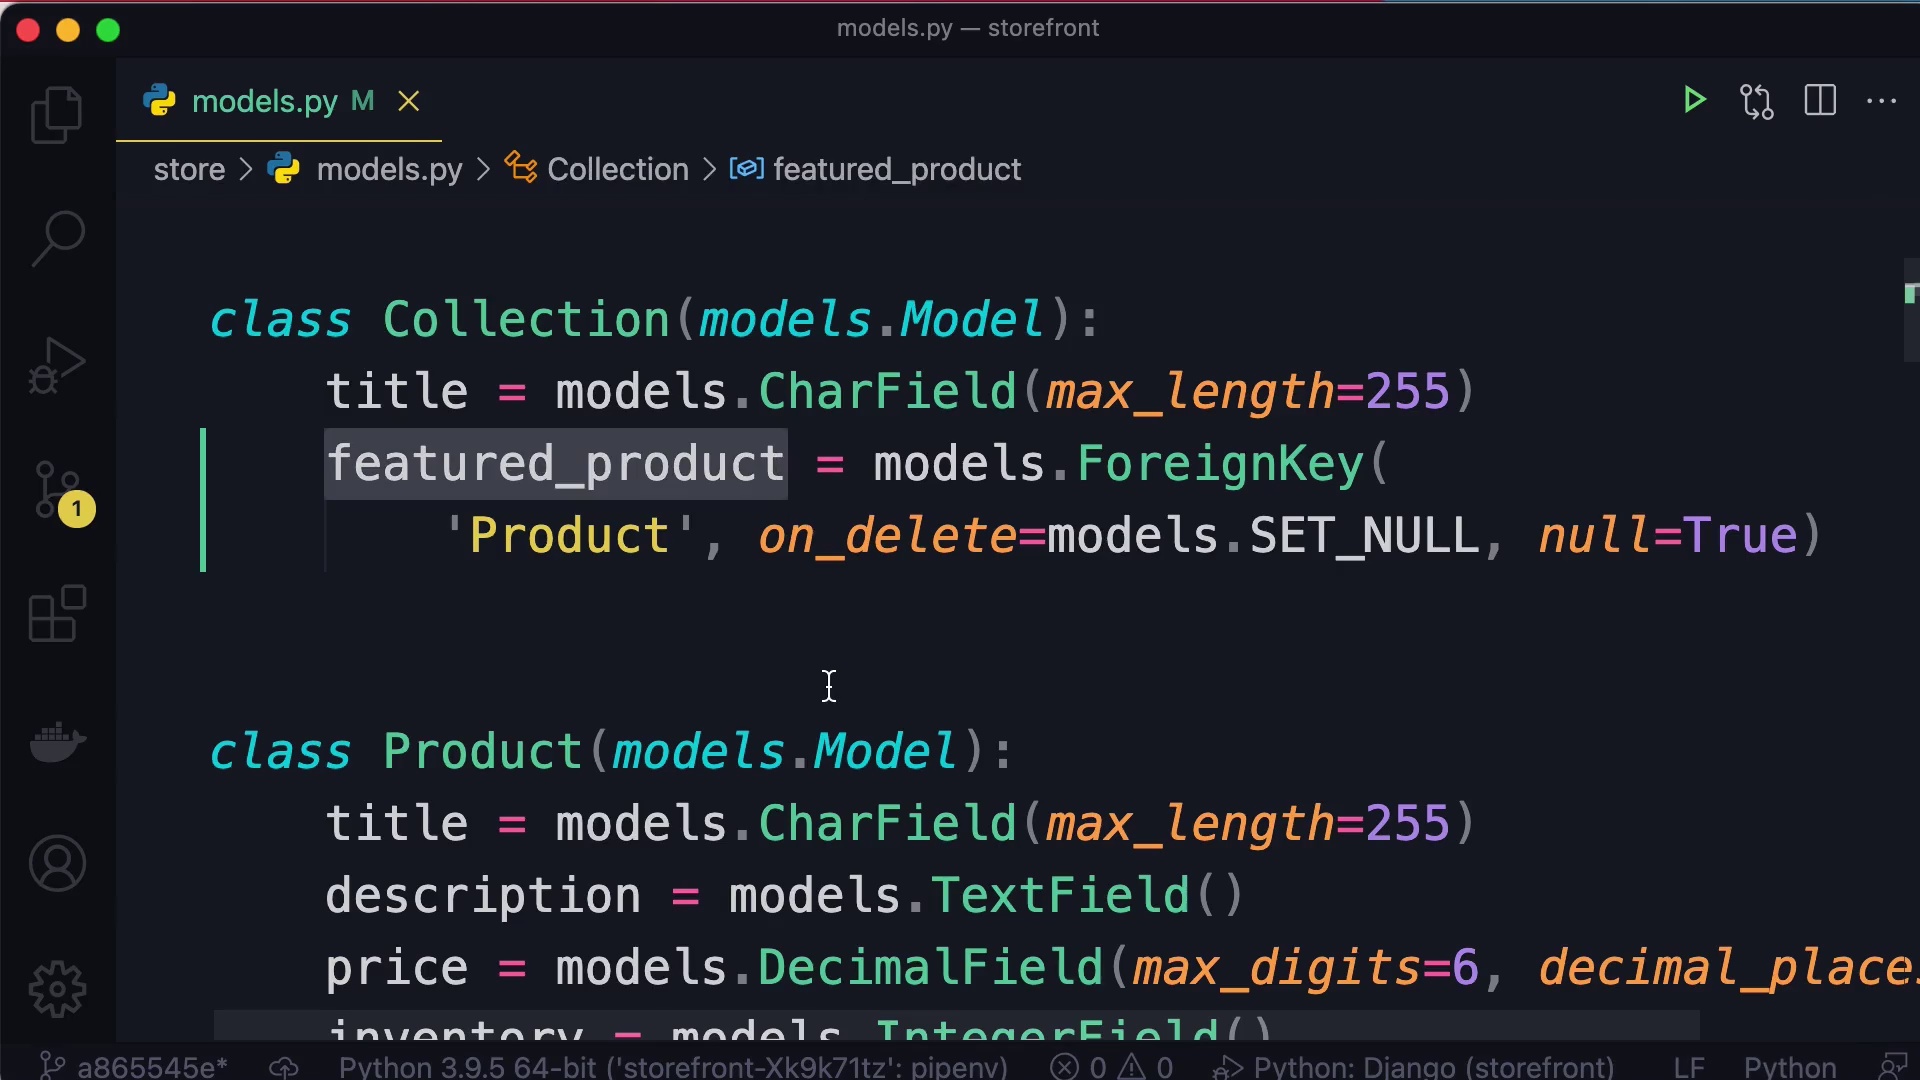 models.py — storefront
models.py M
store > models.py > Collection > featured_product
class Collection(models.Model):
    title = models.CharField(max_length=255)
    featured_product = models.ForeignKey(
        'Product', on_delete=models.SET_NULL, null=True)
1
class Product(models.Model):
    title = models.CharField(max_length=255)
    description = models.TextField()
    price = models.DecimalField(max_digits=6, decimal_place
    inventory = models.IntegerField()
a865545e* Python 3.9.5 64-bit ('storefront-Xk9k71tz': pipenv) 0 0 Python: Django (storefront) LF Python